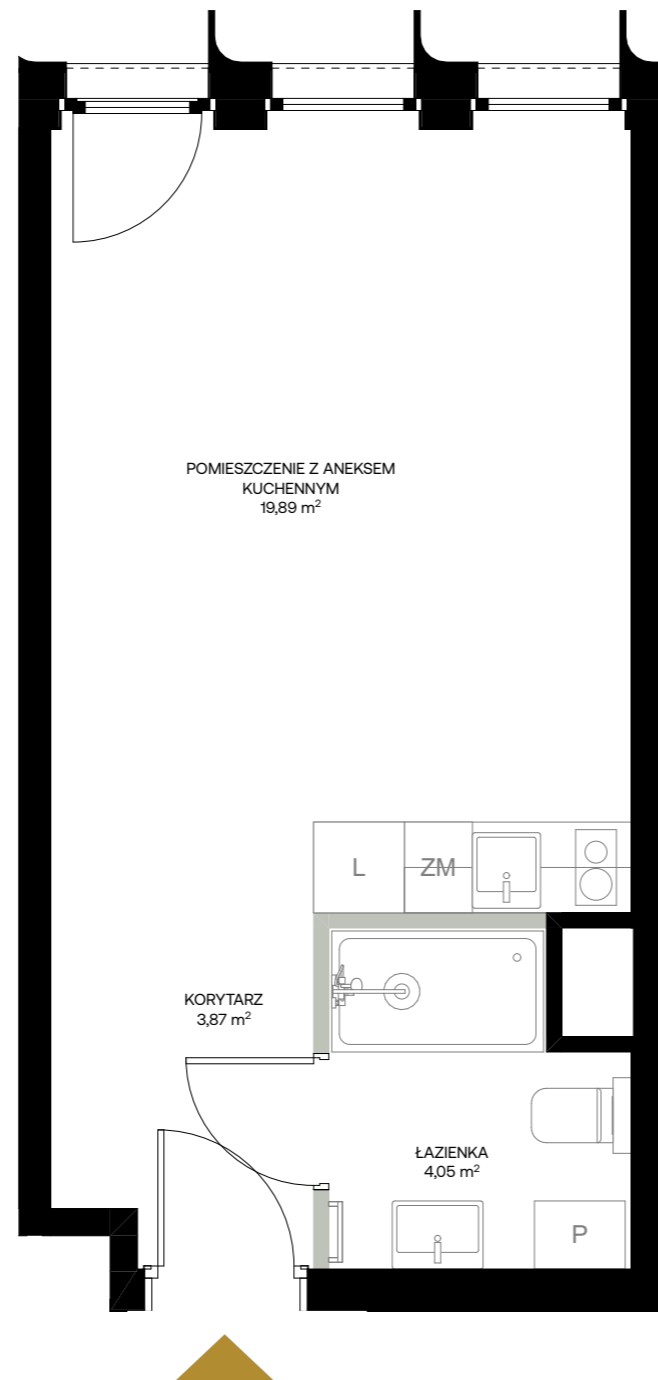 POMIESZCZENIE Z ANEKSEM
KUCHENNYM
19,89 m²
L
ZM
KORYTARZ
3,87 m²
ŁAZIENKA
4,05 m²
P